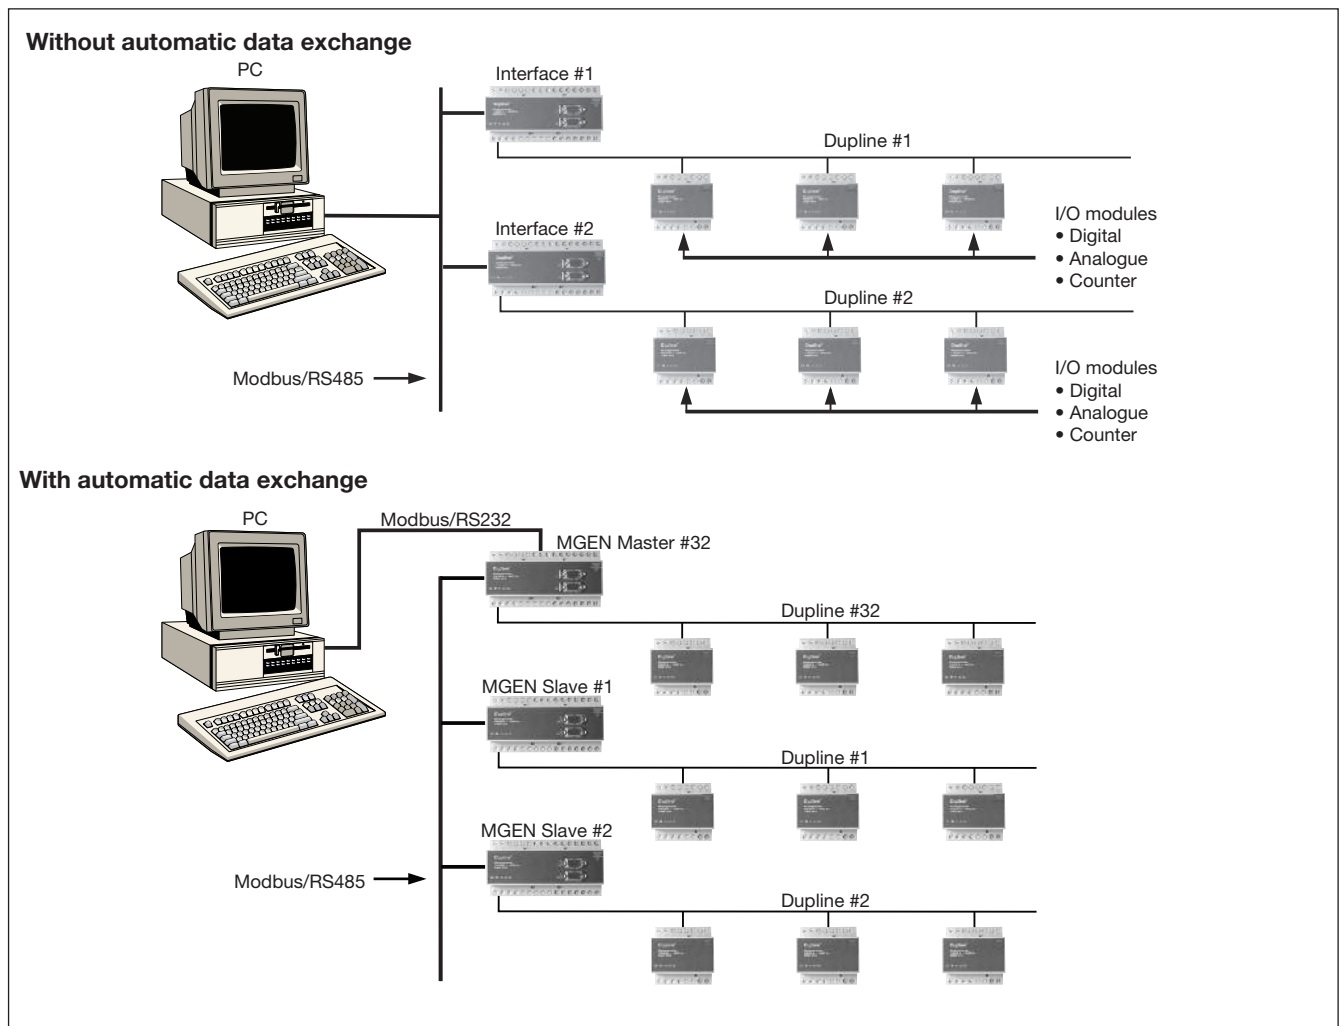 Without automatic data exchange
PC
Interface #1
Dupline #1
I/O modules
• Digital
• Analogue
• Counter
Interface #2
Dupline #2
I/O modules
• Digital
• Analogue
• Counter
Modbus/RS485
With automatic data exchange
PC
Modbus/RS232
MGEN Master #32
Dupline #32
MGEN Slave #1
Dupline #1
MGEN Slave #2
Dupline #2
Modbus/RS485